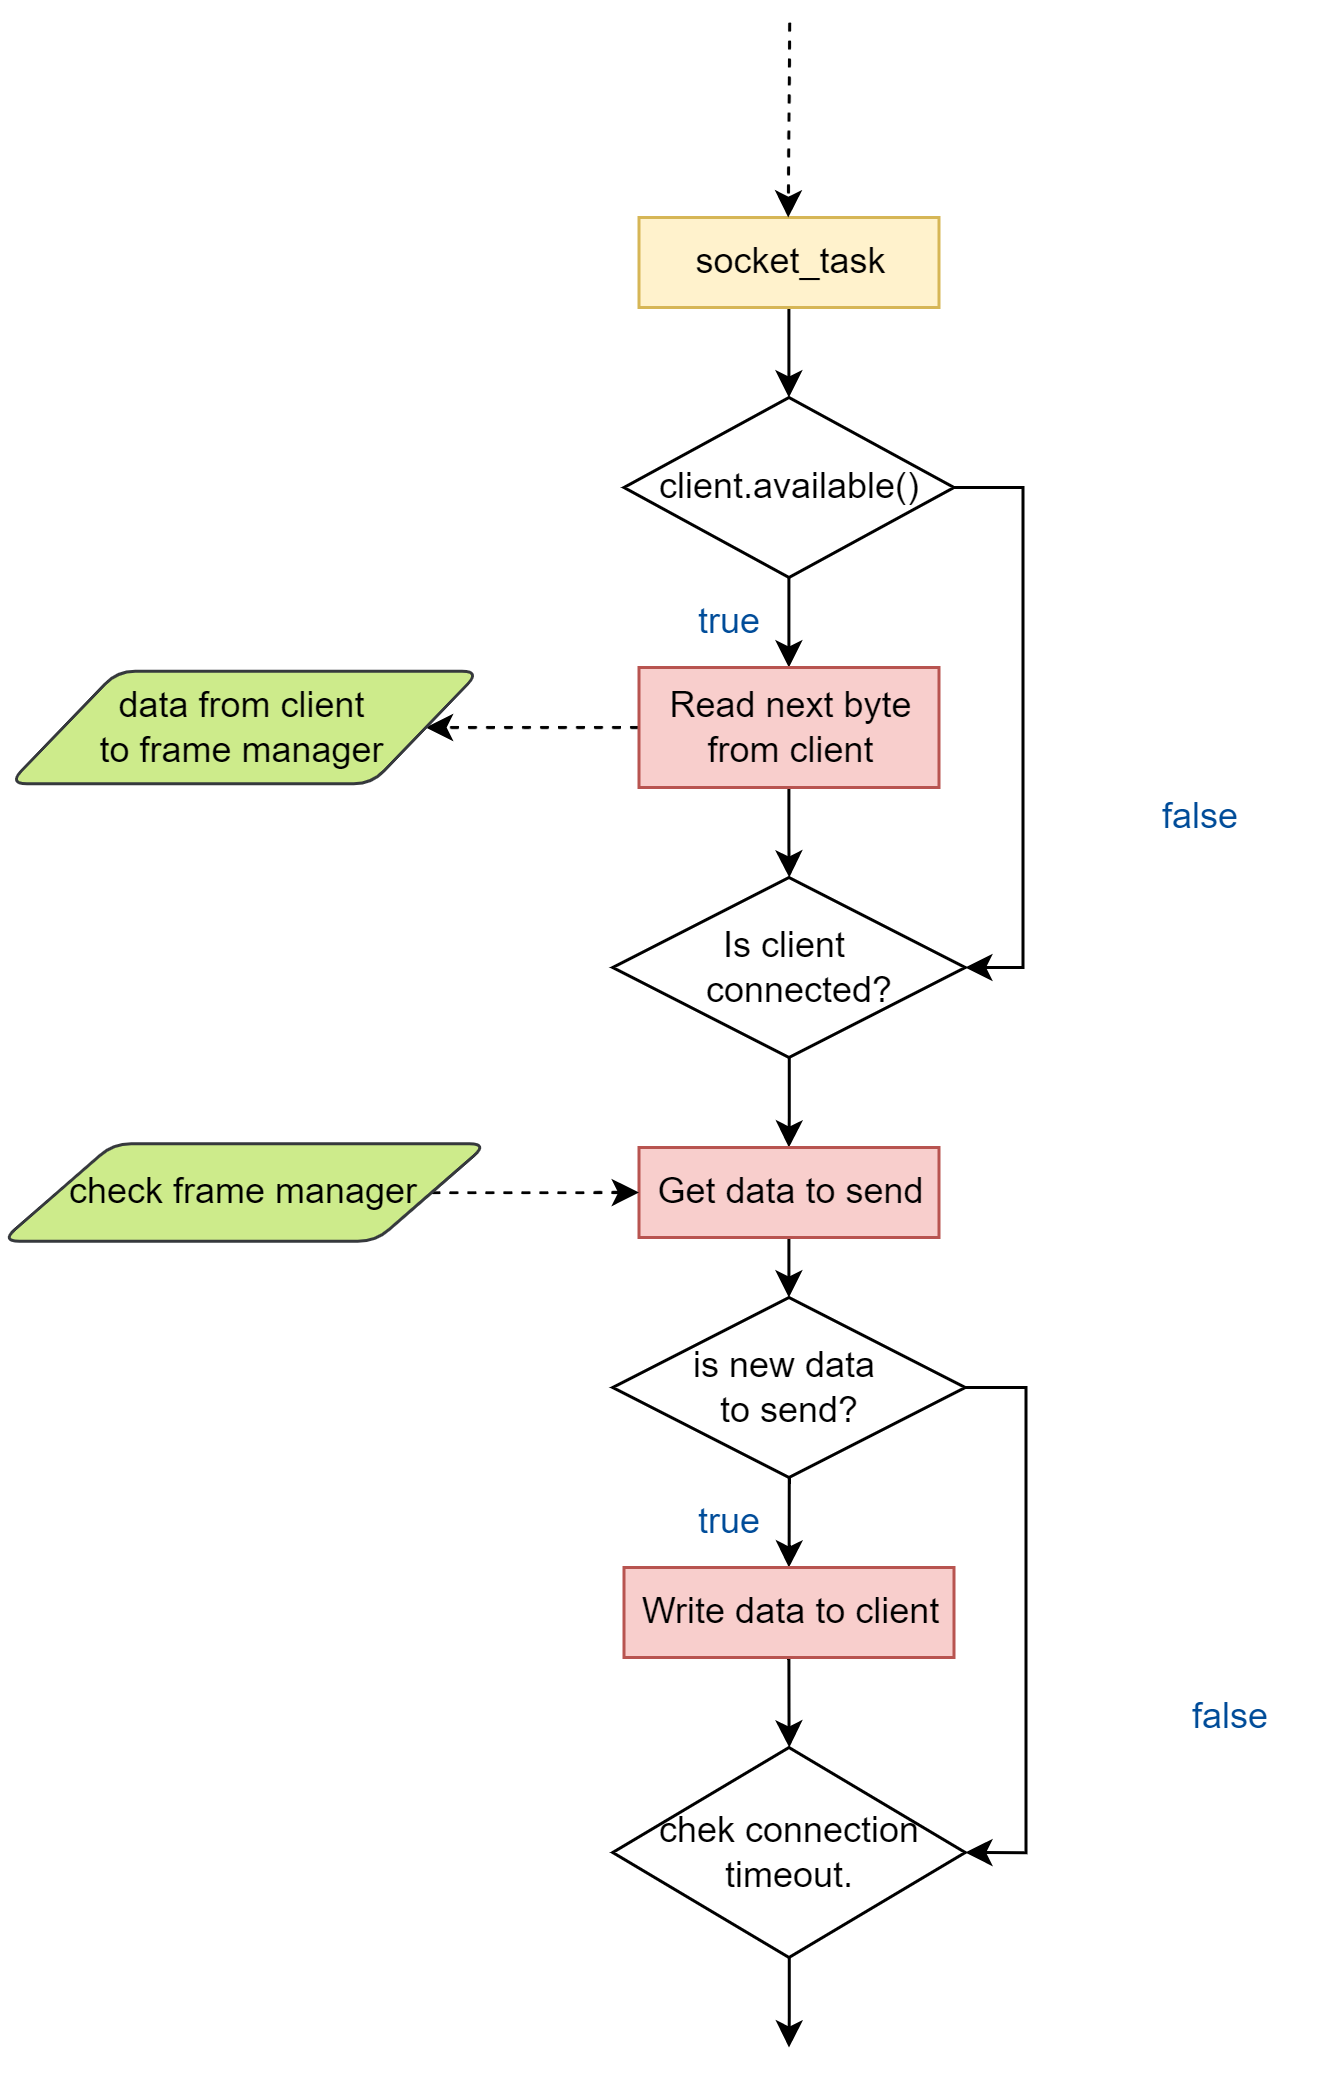 socket_task
client.available()
true
data from client
to frame manager
Read next byte
from client
false
Is client
connected?
check frame manager
Get data to send
is new data
to send?
true
Write data to client
false
chek connection
timeout.